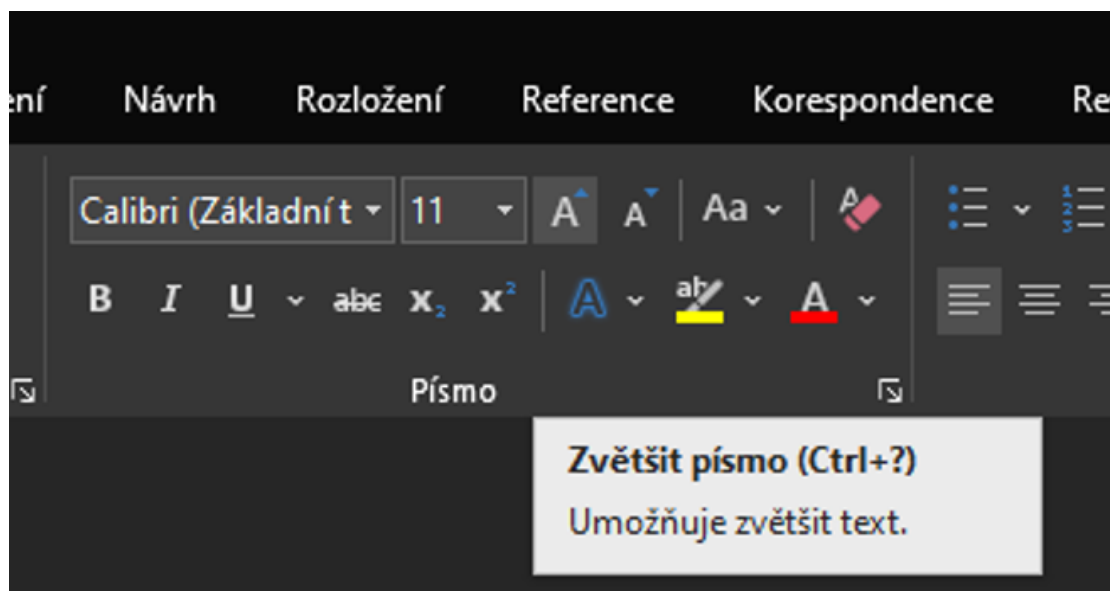 ení Návrh Rozložení Reference Korespondence Re
Calibri (Základní t 11 A A Aa A
B I U abc x₂ x² A ab A
Písmo
Zvětšit písmo (Ctrl+?)
Umožňuje zvětšit text.